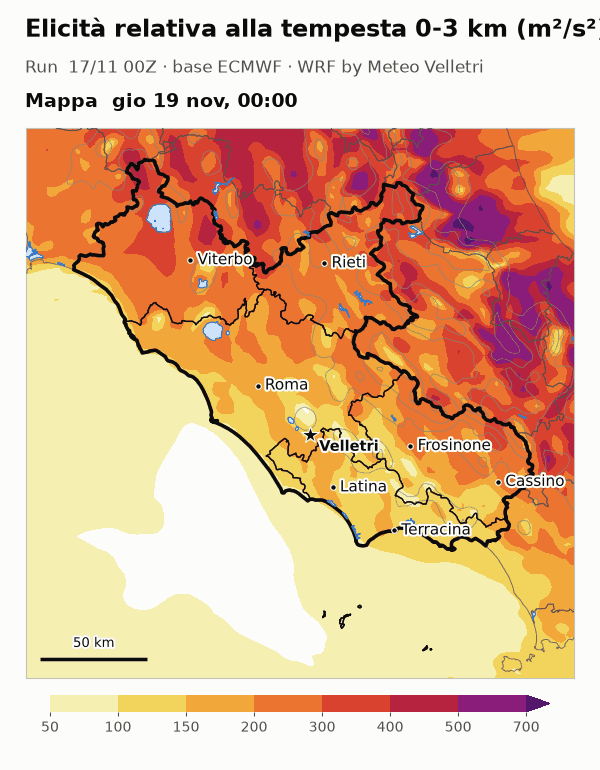 Elicità relativa alla tempesta 0-3 km (m²/s²)
Run 17/11 00Z · base ECMWF · WRF by Meteo Velletri
Mappa gio 19 nov, 00:00
Viterbo
Rieti
Roma
Velletri
Frosinone
Cassino
Latina
Terracina
50 km
50 100 150 200 300 400 500 700